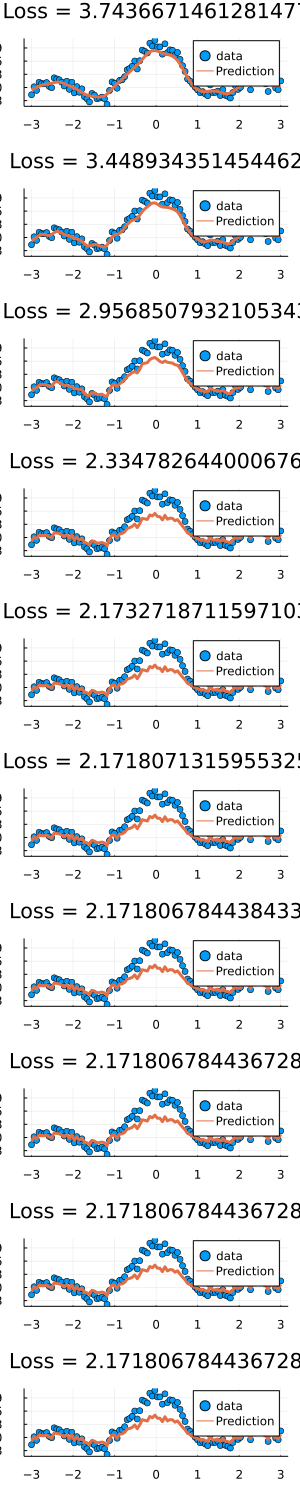 Loss = 3.743667146128147
data
Prediction
−3 −2 −1 0 1 2 3
Loss = 3.448934351454462
data
Prediction
−3 −2 −1 0 1 2 3
Loss = 2.956850793210534
data
Prediction
−3 −2 −1 0 1 2 3
Loss = 2.334782644000676
data
Prediction
−3 −2 −1 0 1 2 3
Loss = 2.173271871159710
data
Prediction
−3 −2 −1 0 1 2 3
Loss = 2.171807131595532
data
Prediction
−3 −2 −1 0 1 2 3
Loss = 2.171806784438433
data
Prediction
−3 −2 −1 0 1 2 3
Loss = 2.171806784436728
data
Prediction
−3 −2 −1 0 1 2 3
Loss = 2.171806784436728
data
Prediction
−3 −2 −1 0 1 2 3
Loss = 2.171806784436728
data
Prediction
−3 −2 −1 0 1 2 3